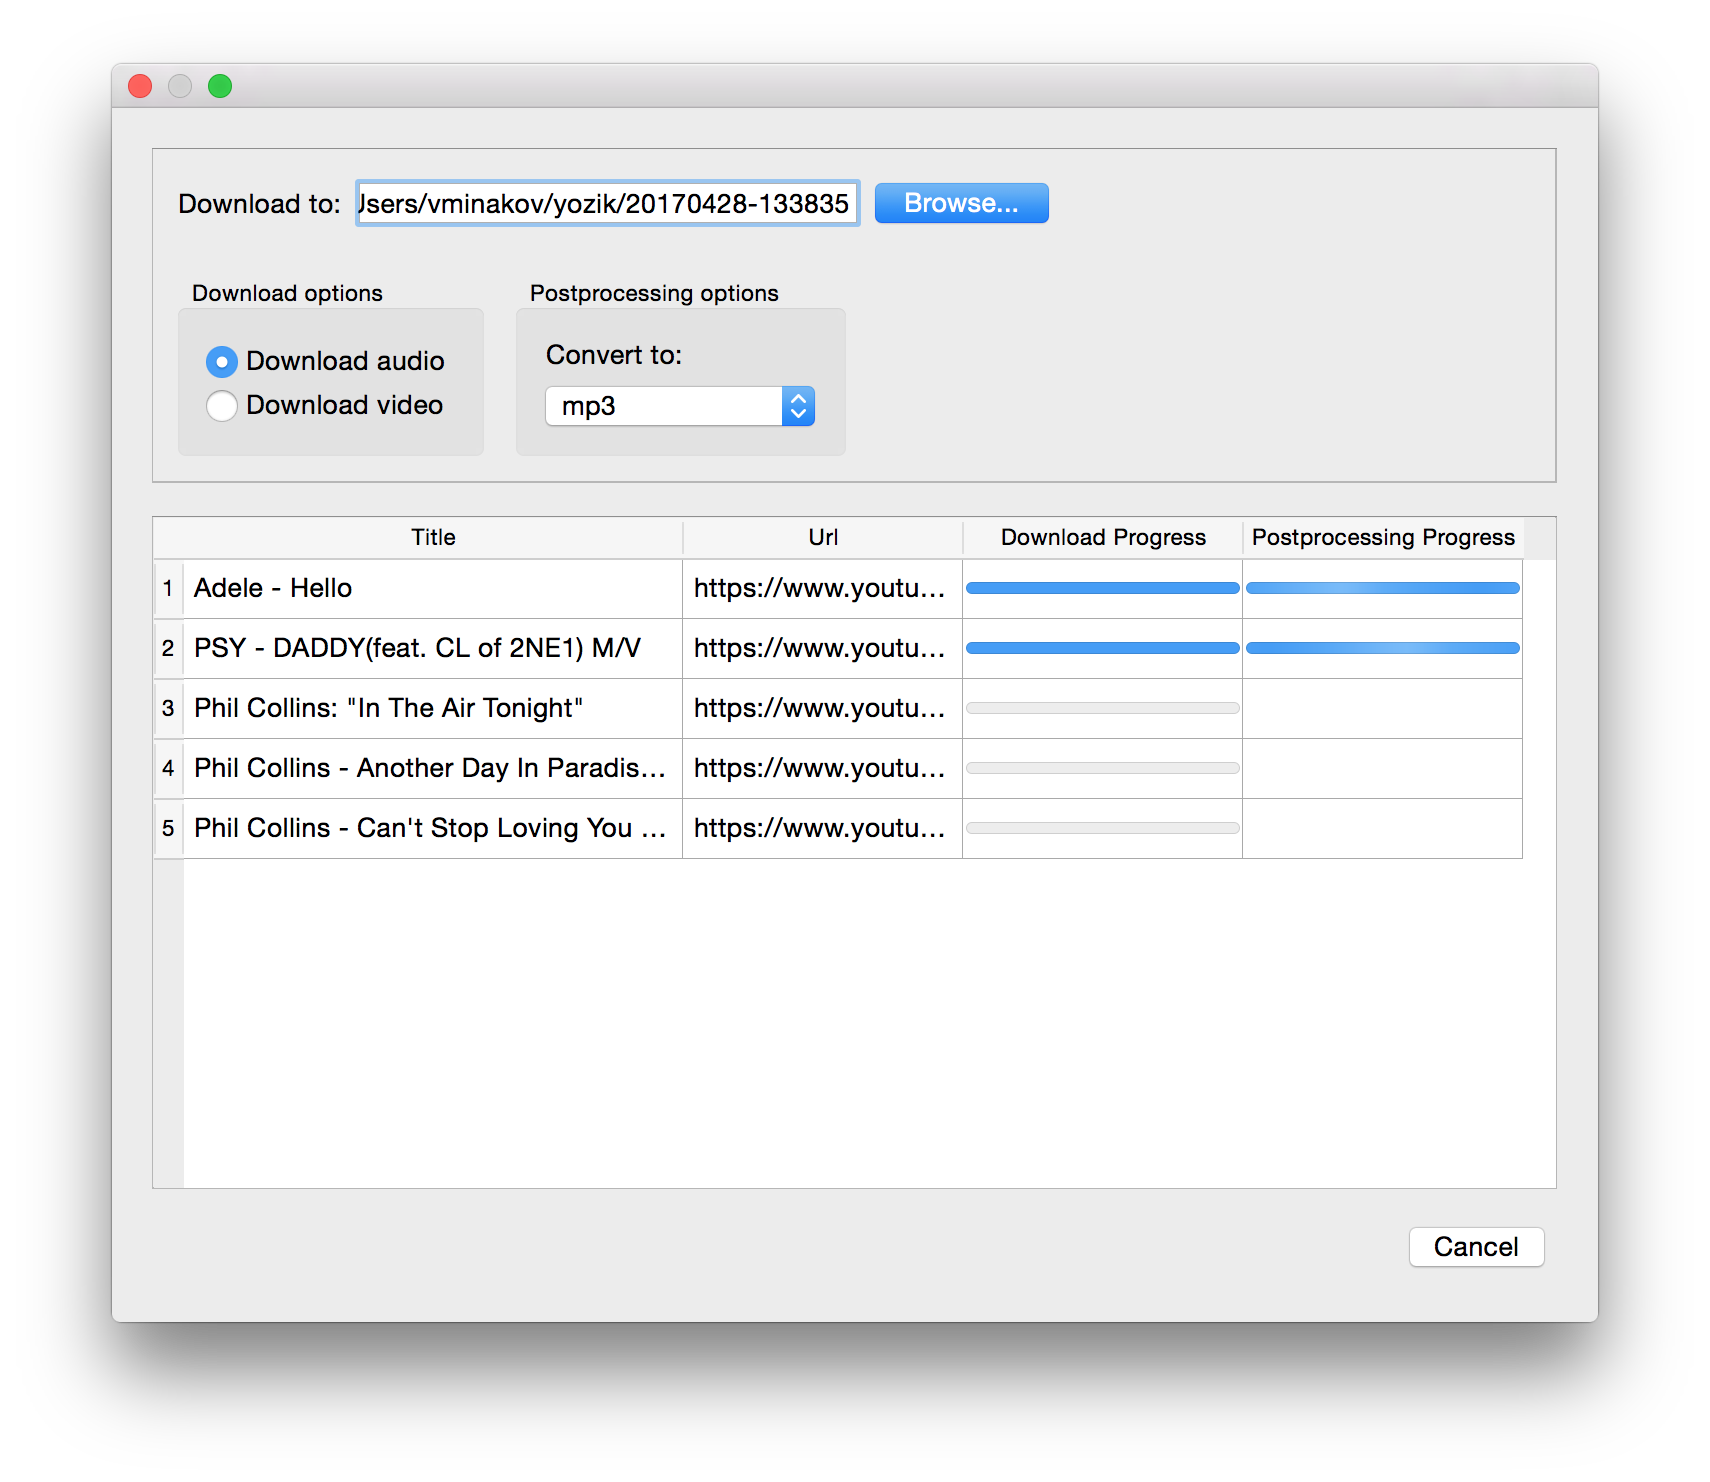 Download to: Users/vminakov/yozik/20170428-133835 Browse...
Download options Postprocessing options
Download audio
Download video
Convert to:
mp3
Title Url Download Progress Postprocessing Progress
1 Adele - Hello https://www.youtu...
2 PSY - DADDY(feat. CL of 2NE1) M/V https://www.youtu...
3 Phil Collins: "In The Air Tonight" https://www.youtu...
4 Phil Collins - Another Day In Paradis... https://www.youtu...
5 Phil Collins - Can't Stop Loving You ... https://www.youtu...
Cancel